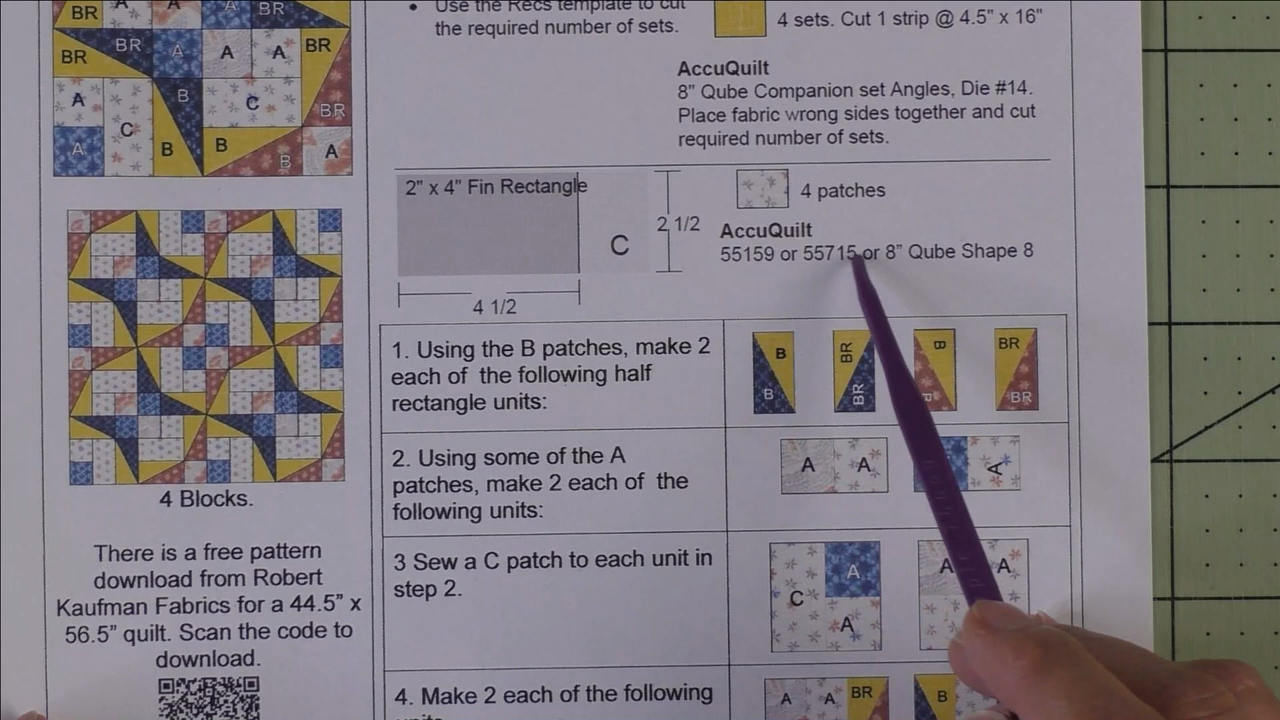 BR A A A BR
BR BR A A A BR
A B C BR
A C B B B A
4 Blocks.
There is a free pattern
download from Robert
Kaufman Fabrics for a 44.5” x
56.5” quilt. Scan the code to
download.
• Use the Recs template to cut
the required number of sets.
4 sets. Cut 1 strip @ 4.5” x 16”
AccuQuilt
8” Qube Companion set Angles, Die #14.
Place fabric wrong sides together and cut
required number of sets.
2” x 4” Fin Rectangle
C
2 1/2
4 1/2
4 patches
AccuQuilt
55159 or 55715 or 8” Qube Shape 8
1. Using the B patches, make 2
each of the following half
rectangle units:
B BR B BR
B BR BR
2. Using some of the A
patches, make 2 each of the
following units:
A A A
3 Sew a C patch to each unit in
step 2.
A A A
C
A
4. Make 2 each of the following
A A BR B